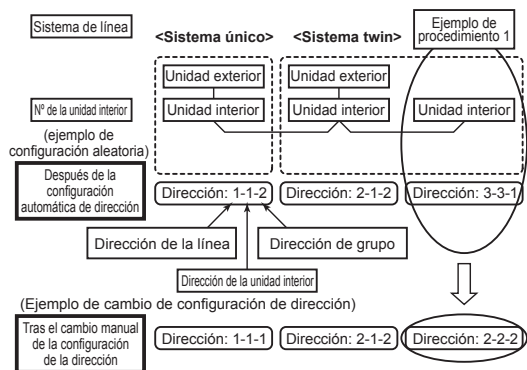 Sistema de línea
<Sistema único>
<Sistema twin>
Ejemplo de
procedimiento 1
Unidad exterior
Unidad exterior
Nº de la unidad interior
Unidad interior
Unidad interior
Unidad interior
(ejemplo de
configuración aleatoria)
Después de la
configuración
automática de dirección
Dirección: 1-1-2
Dirección: 2-1-2
Dirección: 3-3-1
Dirección de la línea
Dirección de grupo
Dirección de la unidad interior
(Ejemplo de cambio de configuración de dirección)
Tras el cambio manual
de la configuración
de la dirección
Dirección: 1-1-1
Dirección: 2-1-2
Dirección: 2-2-2